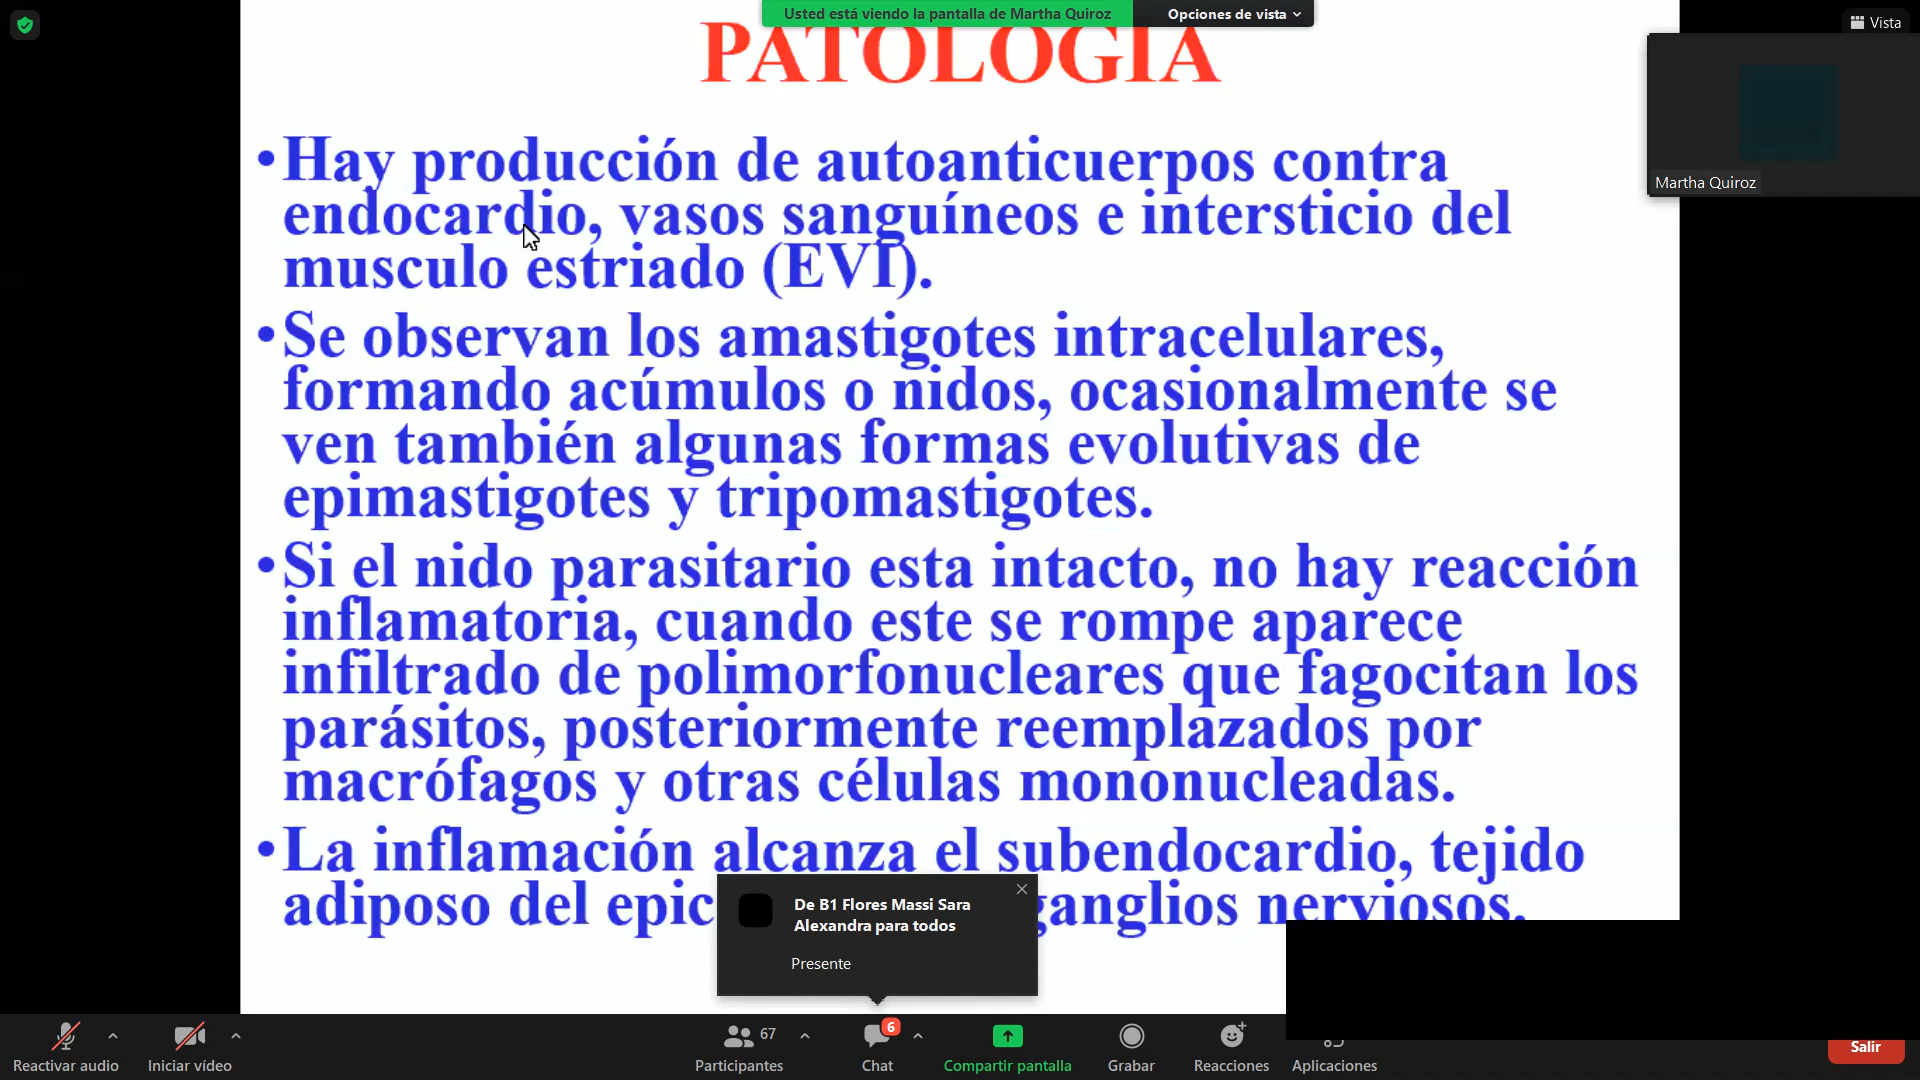 Usted está viendo la pantalla de Martha Quiroz
Opciones de vista
Vista
PATOLOGIA
Martha Quiroz
•Hay producción de autoanticuerpos contra
endocardio, vasos sanguíneos e intersticio del
musculo estriado (EVI).
•Se observan los amastigotes intracelulares,
formando acúmulos o nidos, ocasionalmente se
ven también algunas formas evolutivas de
epimastigotes y tripomastigotes.
•Si el nido parasitario esta intacto, no hay reacción
inflamatoria, cuando este se rompe aparece
infiltrado de polimorfonucleares que fagocitan los
parásitos, posteriormente reemplazados por
macrófagos y otras células mononucleadas.
•La inflamación alcanza el subendocardio, tejido
adiposo del ganglios nerviosos.
De B1 Flores Massi Sara
Alexandra para todos
Presente
67
6
Reactivar audio
Iniciar vídeo
Participantes
Chat
Compartir pantalla
Grabar
Reacciones
Aplicaciones
Salir